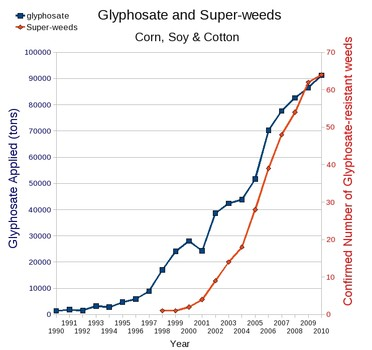 Glyphosate and Super-weeds
Corn, Soy & Cotton
glyphosate
Super-weeds
Glyphosate Applied (tons)
100000
90000
80000
70000
60000
50000
40000
30000
20000
10000
0
70
60
50
40
30
20
10
0
Confirmed Number of Glyphosate-resistant weeds
1991 1993 1995 1997 1999 2001 2003 2005 2007 2009
1990 1992 1994 1996 1998 2000 2002 2004 2006 2008 2010
Year